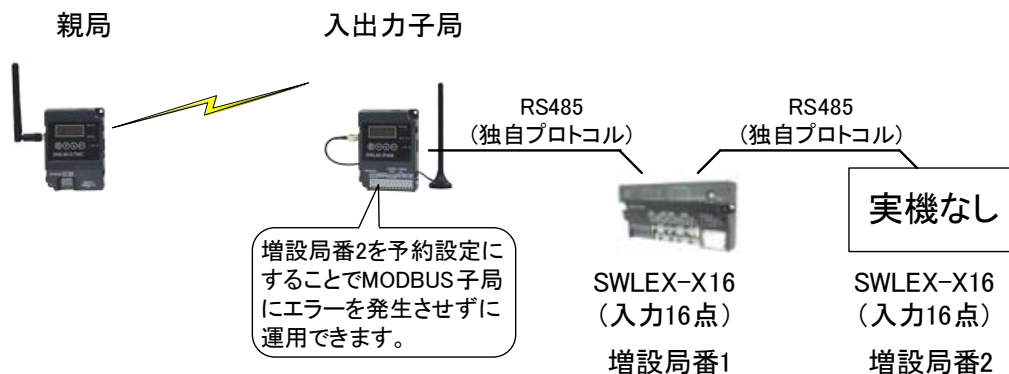 親局
入出力子局
RS485
(独自プロトコル)
RS485
(独自プロトコル)
実機なし
増設局番2を予約設定に
することでMODBUS子局
にエラーを発生させずに
運用できます。
SWLEX-X16
(入力16点)
増設局番1
SWLEX-X16
(入力16点)
増設局番2